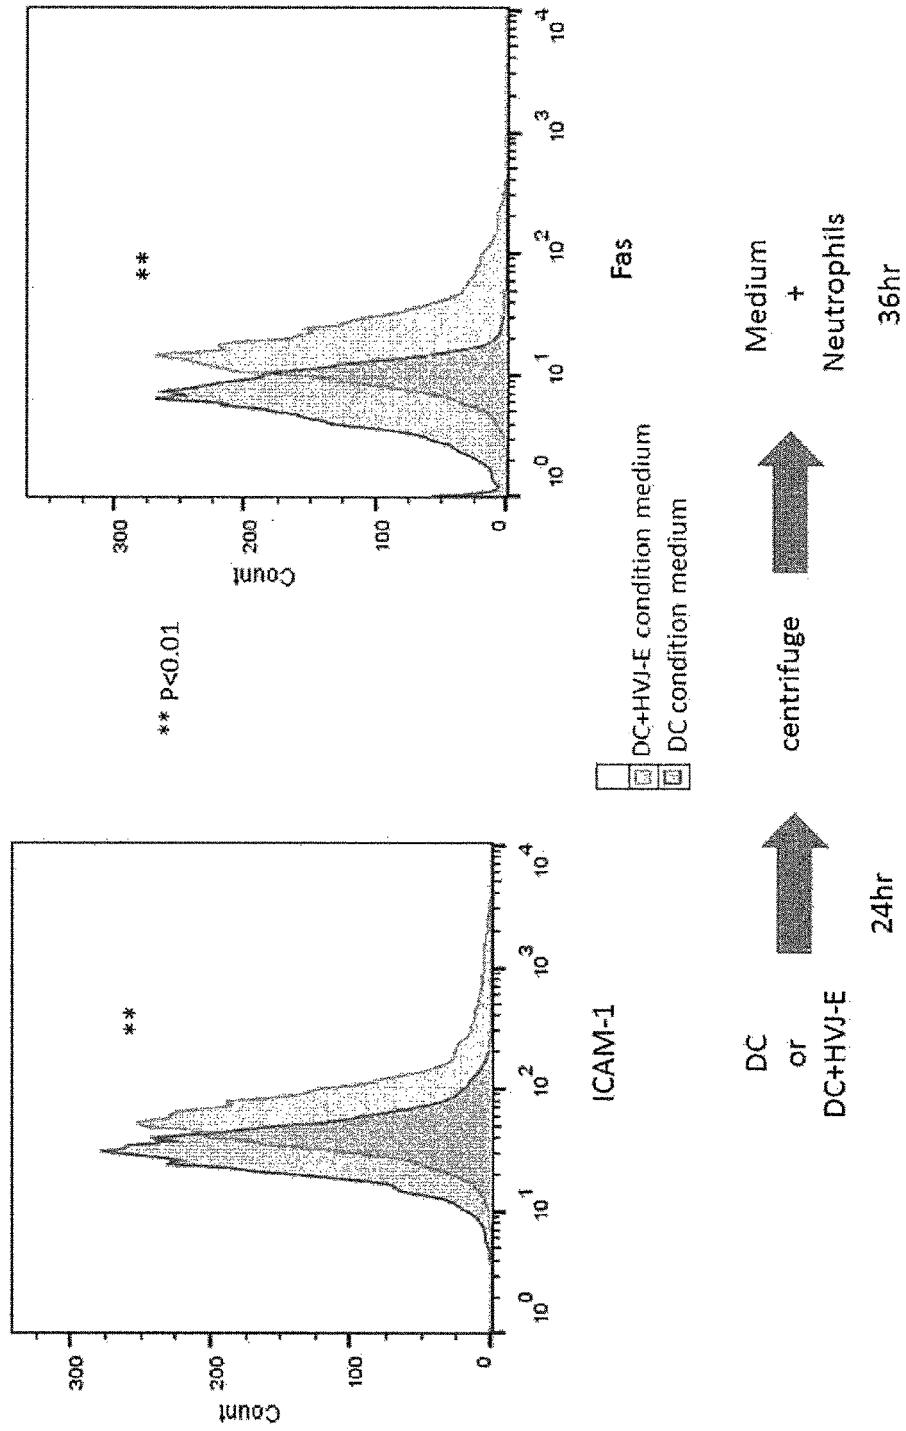 300
200
100
0
Count
10^0
10^1
10^2
10^3
10^4
**
ICAM-1
** P<0.01
300
200
100
0
Count
10^0
10^1
10^2
10^3
10^4
**
Fas
DC+HVJ-E condition medium
DC condition medium
DC
or
DC+HVJ-E
24hr
centrifuge
Medium
+
Neutrophils
36hr